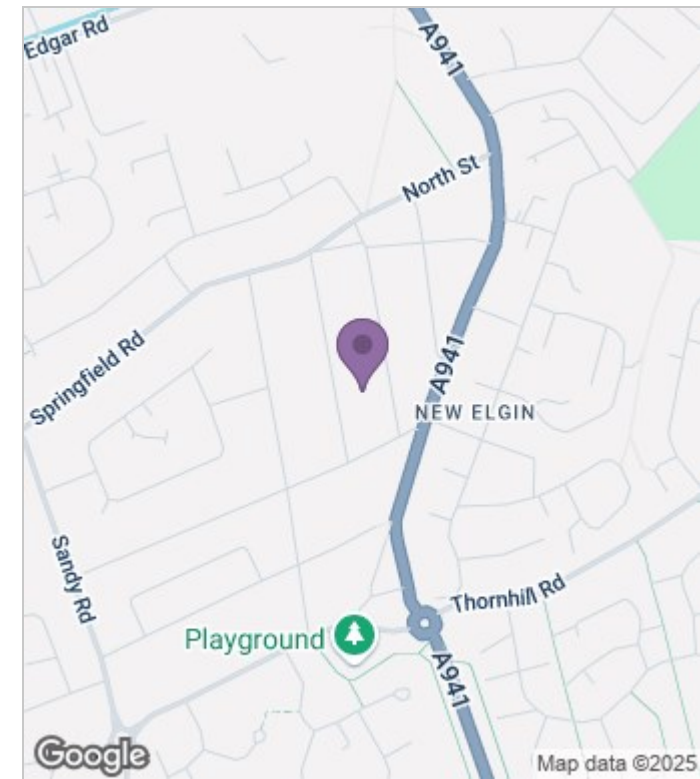 Edgar Rd
A941
North St
Springfield Rd
A941
NEW ELGIN
Sandy Rd
Thornhill Rd
Playground
A941
Google
Map data ©2025